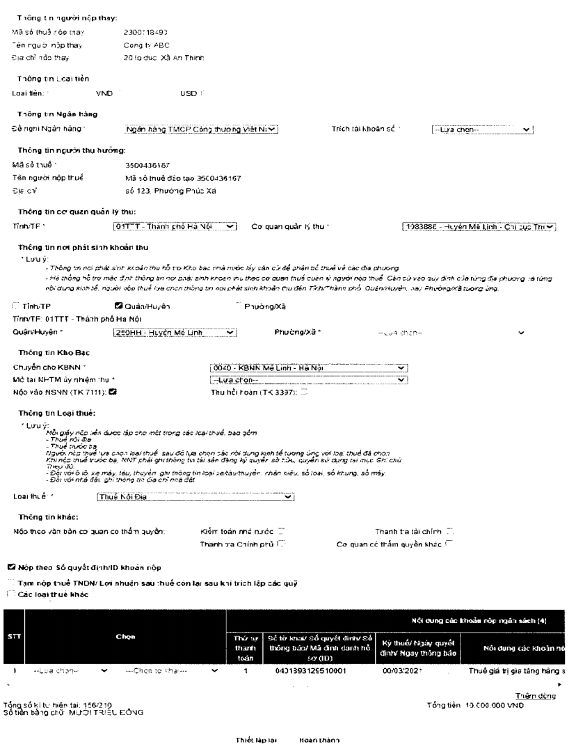 Thông tin người nộp thay:
Mã số thuế nộp thay 2300118493
Tên người nộp thay Công ty ABC
Địa chỉ nộp thay Xã An Thịnh
Thông tin Loại tiền
Loại tiền: * VND USD
Thông tin Ngân hàng
Đề nghị Ngân hàng * Ngân hàng TMCP Công thương Việt N Trích tài khoản số * --Lựa chọn--
Thông tin người thụ hưởng:
Mã số thuế * 3500436167
Tên người nộp thuế Mã số thuế đào tạo 3500436167
Địa chỉ số 123, Phường Phúc Xá
Thông tin cơ quan quản lý thu:
Tỉnh/TP * 01TTT - Thành phố Hà Nội Cơ quan quản lý thu * 1983886 - Huyện Mê Linh - Chi cục Th
Thông tin nơi phát sinh khoản thu
* Lưu ý:
- Thông tin nơi phát sinh khoản thu hỗ trợ Kho bạc nhà nước lấy căn cứ để phân bổ thuế về các địa phương
- Hệ thống hỗ trợ mặc định thông tin nơi phát sinh khoản thu theo cơ quan thuế quản lý người nộp thuế. Căn cứ vào quy định của từng địa phương và từng
nội dung kinh tế, người nộp thuế lựa chọn thông tin nơi phát sinh khoản thu đến Tỉnh/Thành phố, Quận/Huyện, hay Phường/Xã tương ứng.
Tỉnh/TP Quận/Huyện Phường/Xã
Tỉnh/TP: 01TTT - Thành phố Hà Nội
Quận/Huyện * 250HH - Huyện Mê Linh Phường/Xã * --Lựa chọn--
Thông tin Kho Bạc
Chuyển cho KBNN * 0040 - KBNN Mê Linh - Hà Nội
Mở tại NHTM ủy nhiệm thu * --Lựa chọn--
Nộp vào NSNN (TK 7111): Thu hồi hoàn (TK 3397):
Thông tin Loại thuế:
* Lưu ý:
Mỗi giấy nộp tiền được lập cho một trong các loại thuế, bao gồm
- Thuế nội địa
- Thuế trước bạ
Người nộp thuế lựa chọn loại thuế, sau đó lựa chọn các nội dung kinh tế tương ứng với loại thuế đã chọn
Khi nộp thuế trước bạ, NNT phải ghi thông tin tài sản đăng ký quyền sở hữu, quyền sử dụng tại mục Ghi chú
- Đối với ô tô, xe máy, tàu, thuyền, ghi thông tin loại xe/tàu/thuyền, nhãn hiệu, số loại, số khung, số máy.
- Đối với nhà đất, ghi thông tin địa chỉ nhà đất
Loại thuế: * Thuế Nội Địa
Thông tin khác:
Nộp theo văn bản cơ quan có thẩm quyền: Kiểm toán nhà nước Thanh tra tài chính
Thanh tra Chính phủ Cơ quan có thẩm quyền khác
Nộp theo Số quyết định/ID khoản nộp
Tạm nộp thuế TNDN/ Lợi nhuận sau thuế còn lại sau khi trích lập các quỹ
Các loại thuế khác
Nội dung các khoản nộp ngân sách (4)
STT Chọn Thứ tự thanh toán Số tờ khai/ Số quyết định/ Số thông báo/ Mã định danh hồ sơ (ID) Kỳ thuế/ Ngày quyết định/ Ngày thông báo Nội dung các khoản nộ
1 --Lựa chọn-- ---Chọn tờ khai--- 1 00/03/2021 Thuế giá trị gia tăng hàng s
Thêm dòng
Tổng số kí tự hiện tại: 156/210 Tổng tiền 10.000.000 VND
Số tiền bằng chữ: MƯỜI TRIỆU ĐỒNG
Thiết lập lại Hoàn thành